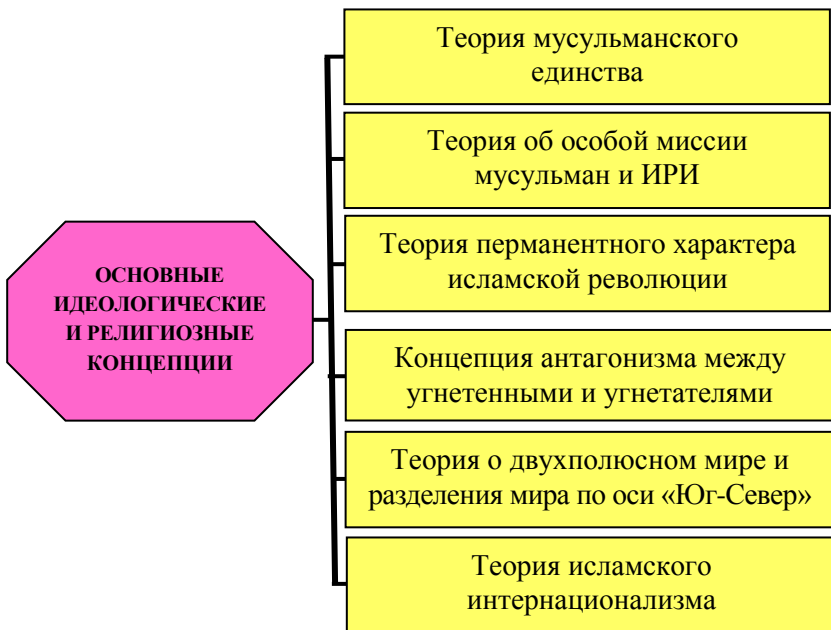 Теория мусульманского
единства
Теория об особой миссии
мусульман и ИРИ
Теория перманентного характера
исламской революции
ОСНОВНЫЕ
ИДЕОЛОГИЧЕСКИЕ
И РЕЛИГИОЗНЫЕ
КОНЦЕПЦИИ
Концепция антагонизма между
угнетенными и угнетателями
Теория о двухполюсном мире и
разделения мира по оси «Юг-Север»
Теория исламского
интернационализма